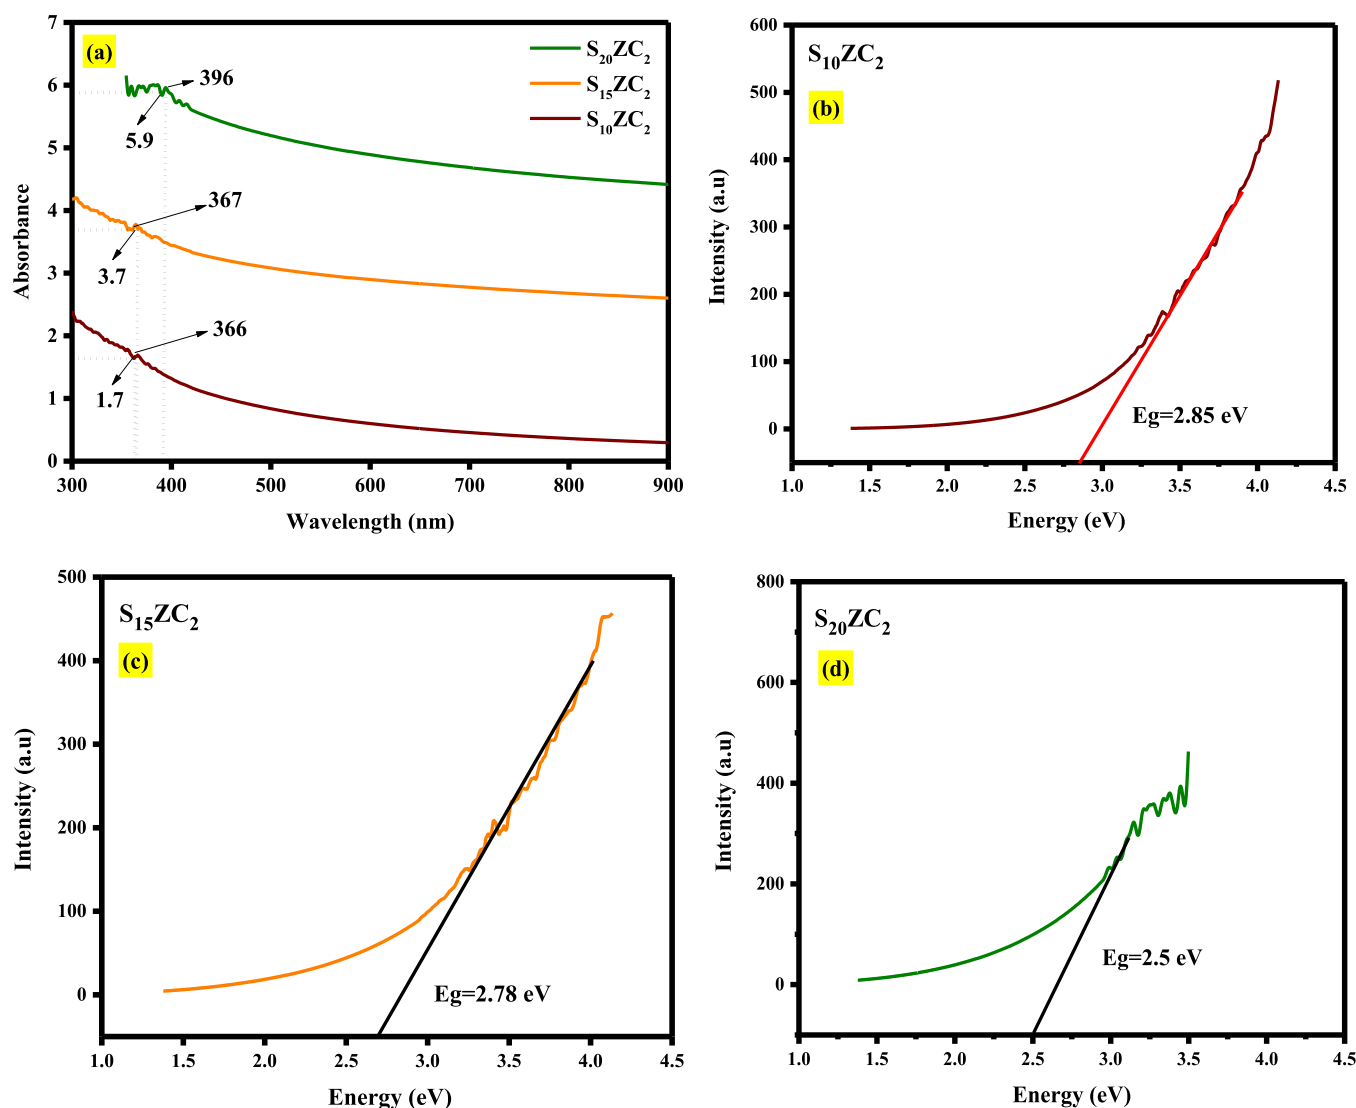 (a)
S₂₀ZC₂
S₁₅ZC₂
S₁₀ZC₂
396
5.9
367
3.7
366
1.7
7
6
5
4
3
2
1
0
300 400 500 600 700 800 900
Absorbance
Wavelength (nm)
S₁₀ZC₂
(b)
Eg=2.85 eV
600
500
400
300
200
100
0
1.0 1.5 2.0 2.5 3.0 3.5 4.0 4.5
Intensity (a.u)
Energy (eV)
S₁₅ZC₂
(c)
Eg=2.78 eV
500
400
300
200
100
0
1.0 1.5 2.0 2.5 3.0 3.5 4.0 4.5
Intensity (a.u)
Energy (eV)
S₂₀ZC₂
(d)
Eg=2.5 eV
800
600
400
200
0
1.0 1.5 2.0 2.5 3.0 3.5 4.0 4.5
Intensity (a.u)
Energy (eV)